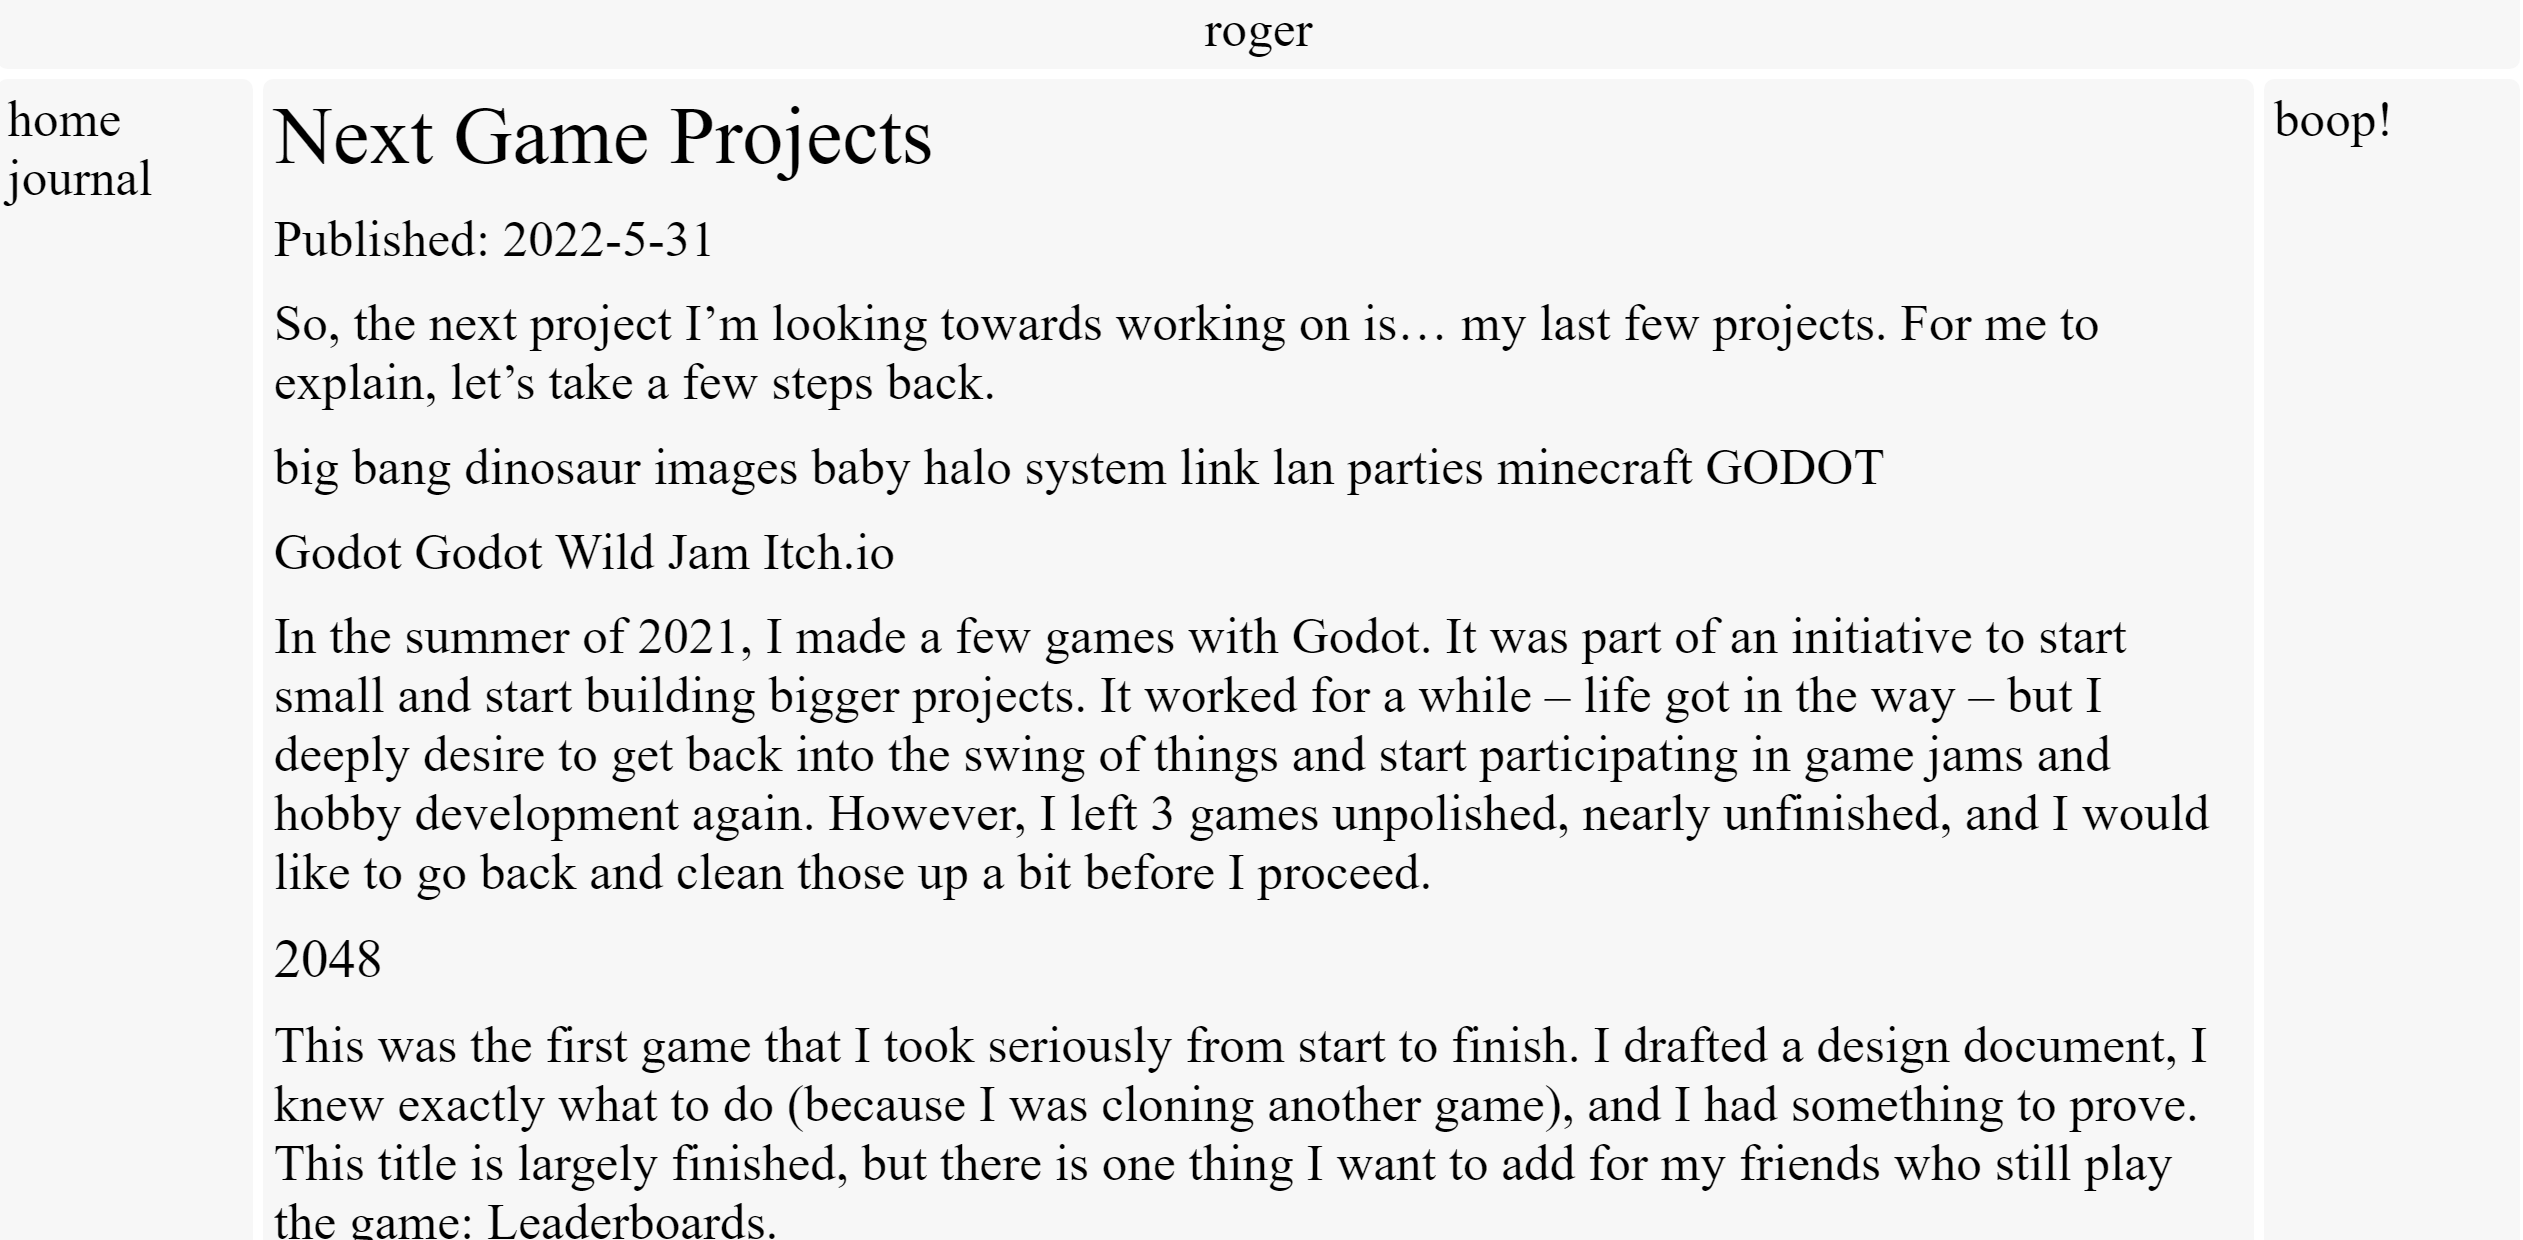 roger
home
journal
boop!
Next Game Projects
Published: 2022-5-31
So, the next project I’m looking towards working on is… my last few projects. For me to
explain, let’s take a few steps back.
big bang dinosaur images baby halo system link lan parties minecraft GODOT
Godot Godot Wild Jam Itch.io
In the summer of 2021, I made a few games with Godot. It was part of an initiative to start
small and start building bigger projects. It worked for a while – life got in the way – but I
deeply desire to get back into the swing of things and start participating in game jams and
hobby development again. However, I left 3 games unpolished, nearly unfinished, and I would
like to go back and clean those up a bit before I proceed.
2048
This was the first game that I took seriously from start to finish. I drafted a design document, I
knew exactly what to do (because I was cloning another game), and I had something to prove.
This title is largely finished, but there is one thing I want to add for my friends who still play
the game: Leaderboards.